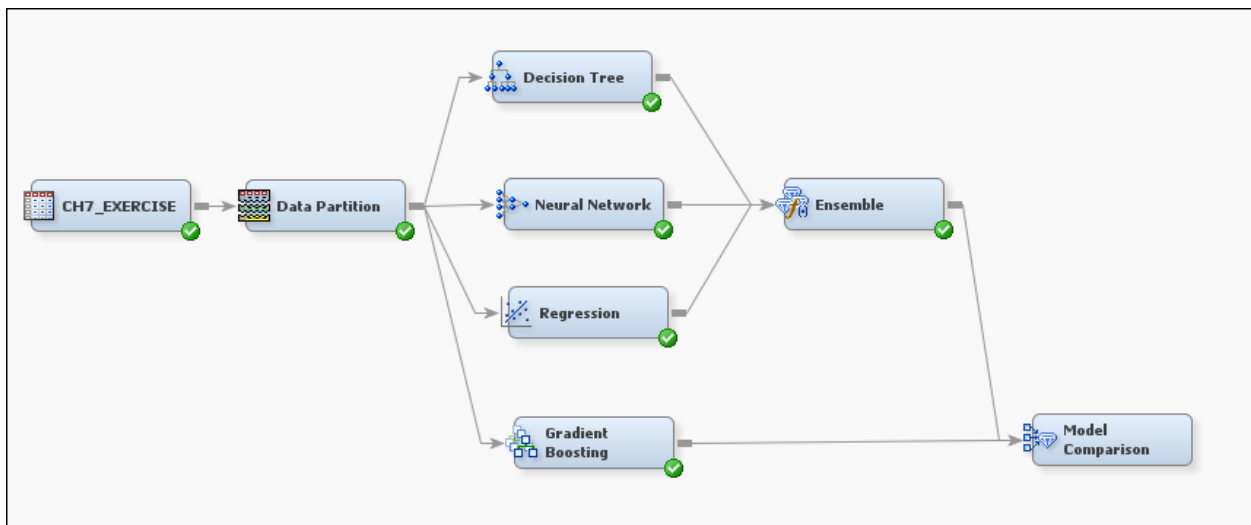 Decision Tree
CH7_EXERCISE
Data Partition
Neural Network
Ensemble
Regression
Gradient
Boosting
Model
Comparison